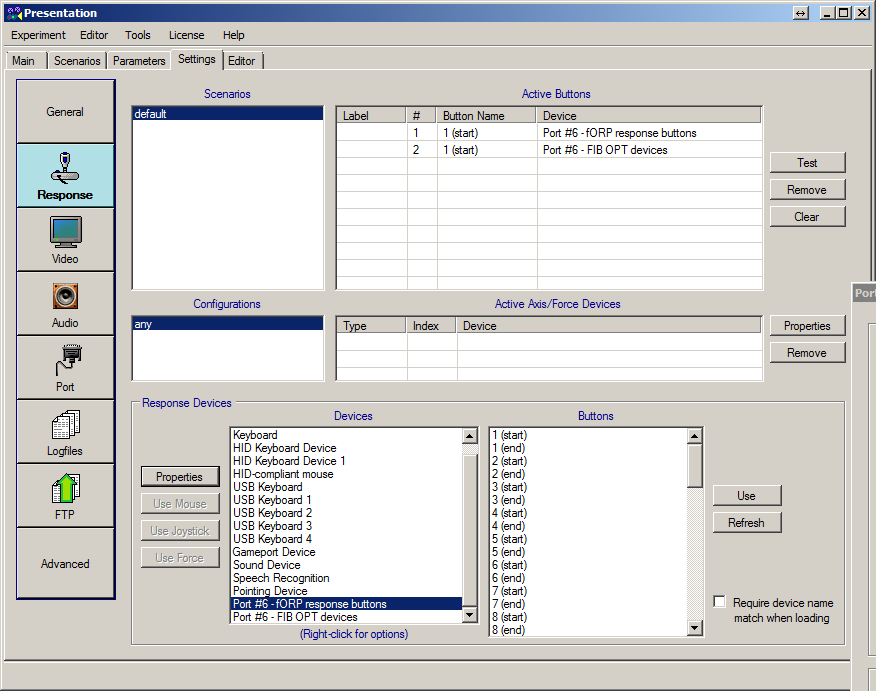 Presentation
Experiment Editor Tools License Help
Main Scenarios Parameters Settings Editor
General
Response
Video
Audio
Port
Logfiles
FTP
Advanced
Scenarios
default
Active Buttons
Label # Button Name Device
1 1 (start) Port #6 - fORP response buttons
2 1 (start) Port #6 - FIB OPT devices
Test
Remove
Clear
Configurations
any
Active Axis/Force Devices
Type Index Device
Properties
Remove
Response Devices
Properties
Use Mouse
Use Joystick
Use Force
Devices
Keyboard
HID Keyboard Device
HID Keyboard Device 1
HID-compliant mouse
USB Keyboard
USB Keyboard 1
USB Keyboard 2
USB Keyboard 3
USB Keyboard 4
Gameport Device
Sound Device
Speech Recognition
Pointing Device
Port #6 - fORP response buttons
Port #6 - FIB OPT devices
(Right-click for options)
Buttons
1 (start)
1 (end)
2 (start)
2 (end)
3 (start)
3 (end)
4 (start)
4 (end)
5 (start)
5 (end)
6 (start)
6 (end)
7 (start)
7 (end)
8 (start)
8 (end)
Use
Refresh
Require device name
match when loading
Port